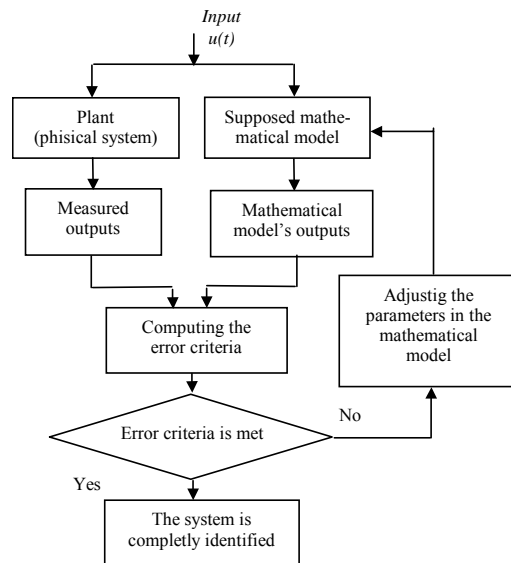 Input
u(t)
Plant
(phisical system)
Supposed mathe-
matical model
Measured
outputs
Mathematical
model's outputs
Computing the
error criteria
Adjustig the
parameters in the
mathematical
model
Error criteria is met
No
Yes
The system is
completly identified